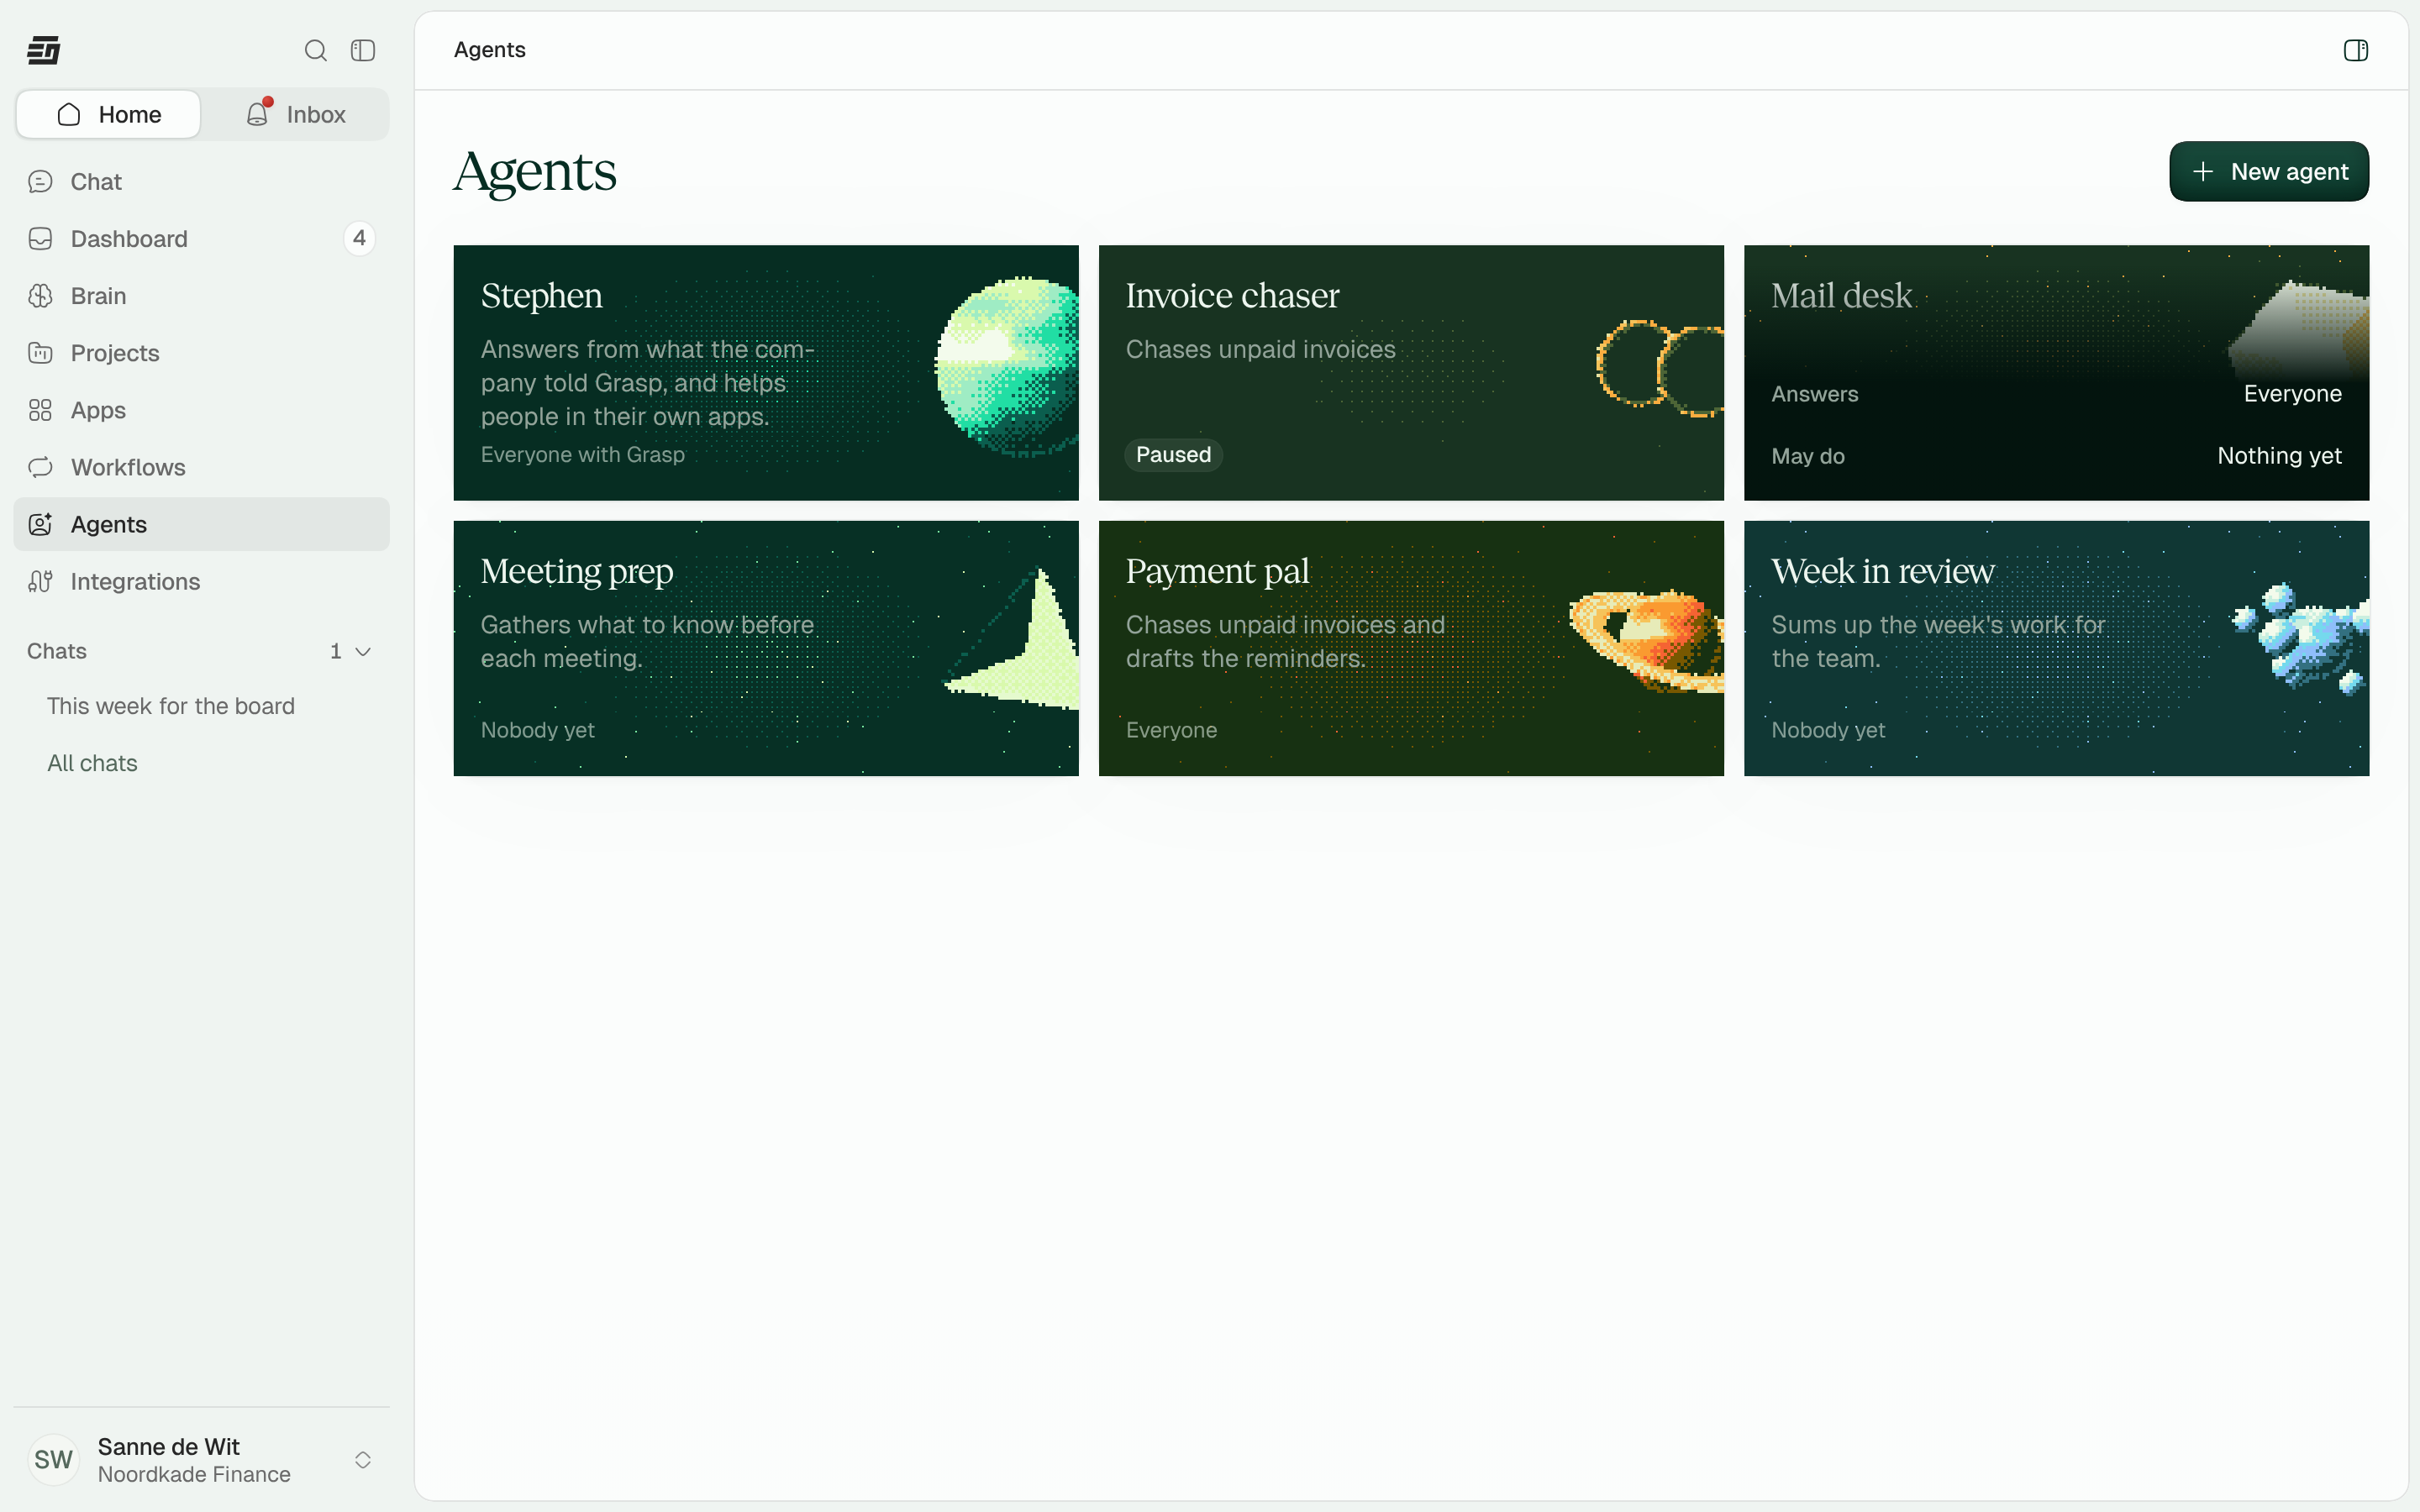 Home
Inbox
Chat
Dashboard
4
Brain
Projects
Apps
Workflows
Agents
Integrations
Chats
1
This week for the board
All chats
SW
Sanne de Wit
Noordkade Finance
Agents
Agents
New agent
Stephen
Answers from what the com-
pany told Grasp, and helps
people in their own apps.
Everyone with Grasp
Invoice chaser
Chases unpaid invoices
Paused
Mail desk
Answers
Everyone
May do
Nothing yet
Meeting prep
Gathers what to know before
each meeting.
Nobody yet
Payment pal
Chases unpaid invoices and
drafts the reminders.
Everyone
Week in review
Sums up the week's work for
the team.
Nobody yet